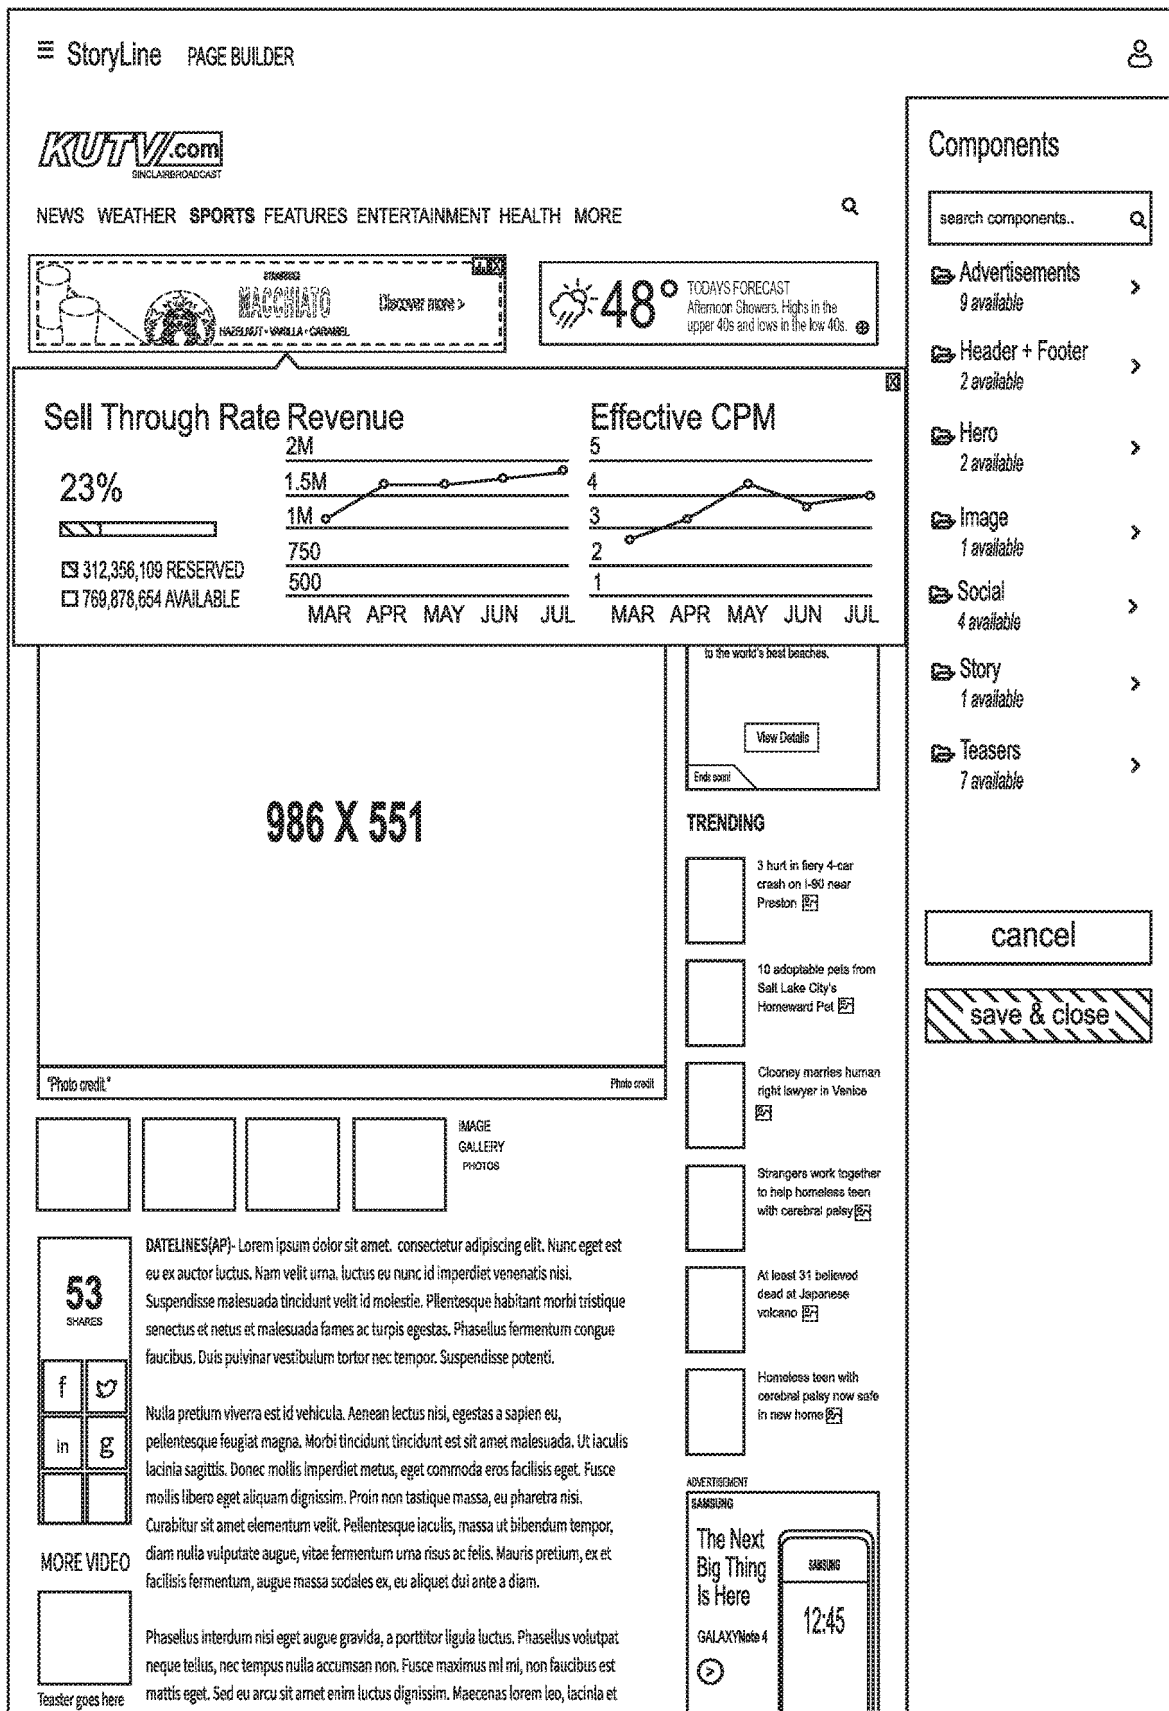 StoryLine PAGE BUILDER
KUTV.com
SINCLAIRBROADCAST
NEWS WEATHER SPORTS FEATURES ENTERTAINMENT HEALTH MORE
MACCHIATO
HAZELNUT • VANILLA • CARAMEL
Discover more >
48°
TODAYS FORECAST
Afternoon Showers. Highs in the
upper 40s and lows in the low 40s.
Sell Through Rate
23%
312,356,109 RESERVED
769,878,654 AVAILABLE
Revenue
2M
1.5M
1M
750
500
MAR APR MAY JUN JUL
Effective CPM
5
4
3
2
1
MAR APR MAY JUN JUL
986 X 551
"Photo credit."
Photo credit
IMAGE
GALLERY
PHOTOS
53
SHARES
f
in g
MORE VIDEO
Teaster goes here
DATELINES(AP)- Lorem ipsum dolor sit amet. consectetur adipiscing elit. Nunc eget est
eu ex auctor luctus. Nam velit urna, luctus eu nunc id imperdiet venenatis nisi.
Suspendisse malesuada tincidunt velit id molestie. Pllentesque habitant morbi tristique
senectus et netus et malesuada fames ac turpis egestas. Phasellus fermentum congue
faucibus. Duis pulvinar vestibulum tortor nec tempor. Suspendisse potenti.
Nulla pretium viverra est id vehicula. Aenean lectus nisi, egestas a sapien eu,
pellentesque feugiat magna. Morbi tincidunt tincidunt est sit amet malesuada. Ut iaculis
lacinia sagittis. Donec mollis imperdiet metus, eget commoda eros facilisis eget. Fusce
mollis libero eget aliquam dignissim. Proin non tastique massa, eu pharetra nisi.
Curabitur sit amet elementum velit. Pellentesque iaculis, massa ut bibendum tempor,
diam nulla vulputate augue, vitae fermentum urna risus ac felis. Mauris pretium, ex et
facilisis fermentum, augue massa sodales ex, eu aliquet dui ante a diam.
Phasellus interdum nisi eget augue gravida, a porttitor ligula luctus. Phasellus volutpat
neque tellus, nec tempus nulla accumsan non. Fusce maximus ml mi, non faucibus est
mattis eget. Sed eu arcu sit amet enim luctus dignissim. Maecenas lorem leo, lacinia et
to the world's best beaches.
View Details
Ends soon!
TRENDING
3 hurt in fiery 4-car
crash on I-90 near
Preston
10 adoptable pets from
Salt Lake City's
Homeward Pet
Clooney marries human
right lawyer in Venice
Strangers work together
to help homeless teen
with cerebral palsy
At least 31 believed
dead at Japanese
volcano
Homeless teen with
cerebral palsy now safe
in new home
ADVERTISEMENT
SAMSUNG
The Next
Big Thing
Is Here
GALAXYNote 4
SAMSUNG
12:45
Components
search components..
Advertisements
9 available
Header + Footer
2 available
Hero
2 available
Image
1 available
Social
4 available
Story
1 available
Teasers
7 available
cancel
save & close